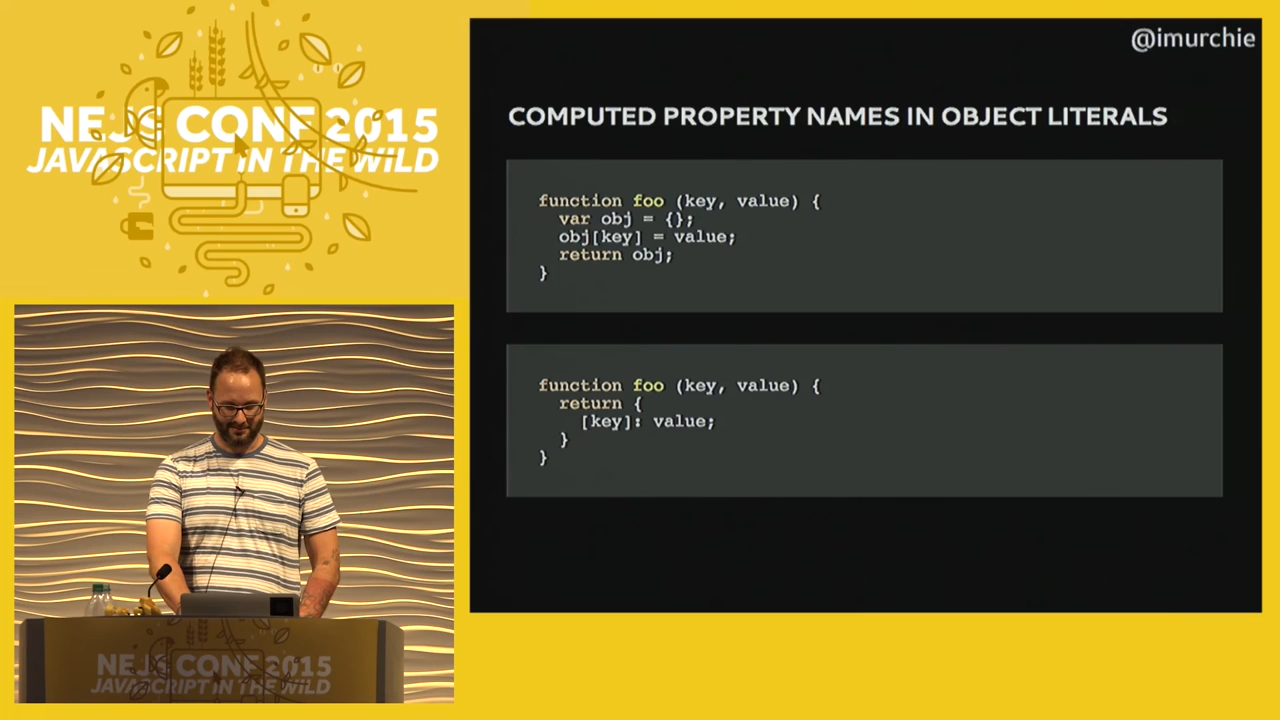 NEJS CONF 2015
JAVASCRIPT IN THE WILD
@imurchie
COMPUTED PROPERTY NAMES IN OBJECT LITERALS
function foo (key, value) {
  var obj = {};
  obj[key] = value;
  return obj;
}
function foo (key, value) {
  return {
    [key]: value;
  }
}
NEJS CONF 2015
JAVASCRIPT IN THE WILD